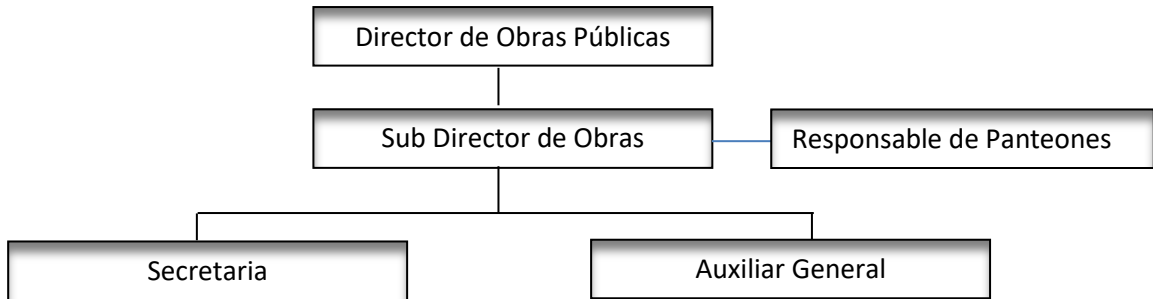 Director de Obras Públicas
Sub Director de Obras
Responsable de Panteones
Secretaria
Auxiliar General